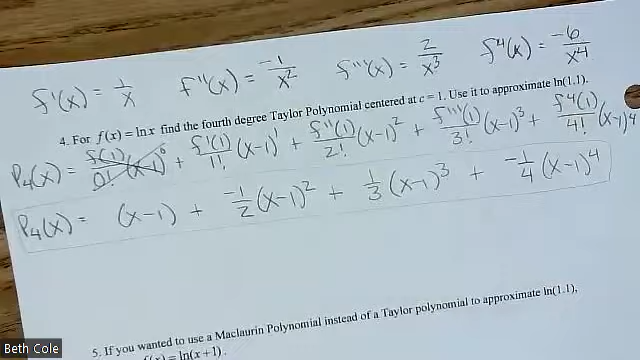 f'(x) = 1/x f''(x) = -1/x² f'''(x) = 2/x³ f⁴(x) = -6/x⁴
4. For f(x) = ln x find the fourth degree Taylor Polynomial centered at c = 1. Use it to approximate ln(1.1).
P₄(x) = f(1)/0! (x-1)⁰ + f'(1)/1! (x-1)¹ + f''(1)/2! (x-1)² + f'''(1)/3! (x-1)³ + f⁴(1)/4! (x-1)⁴
P₄(x) = (x-1) + -1/2 (x-1)² + 1/3 (x-1)³ + -1/4 (x-1)⁴
5. If you wanted to use a Maclaurin Polynomial instead of a Taylor polynomial to approximate ln(1.1),
f(x) = ln(x+1).
Beth Cole